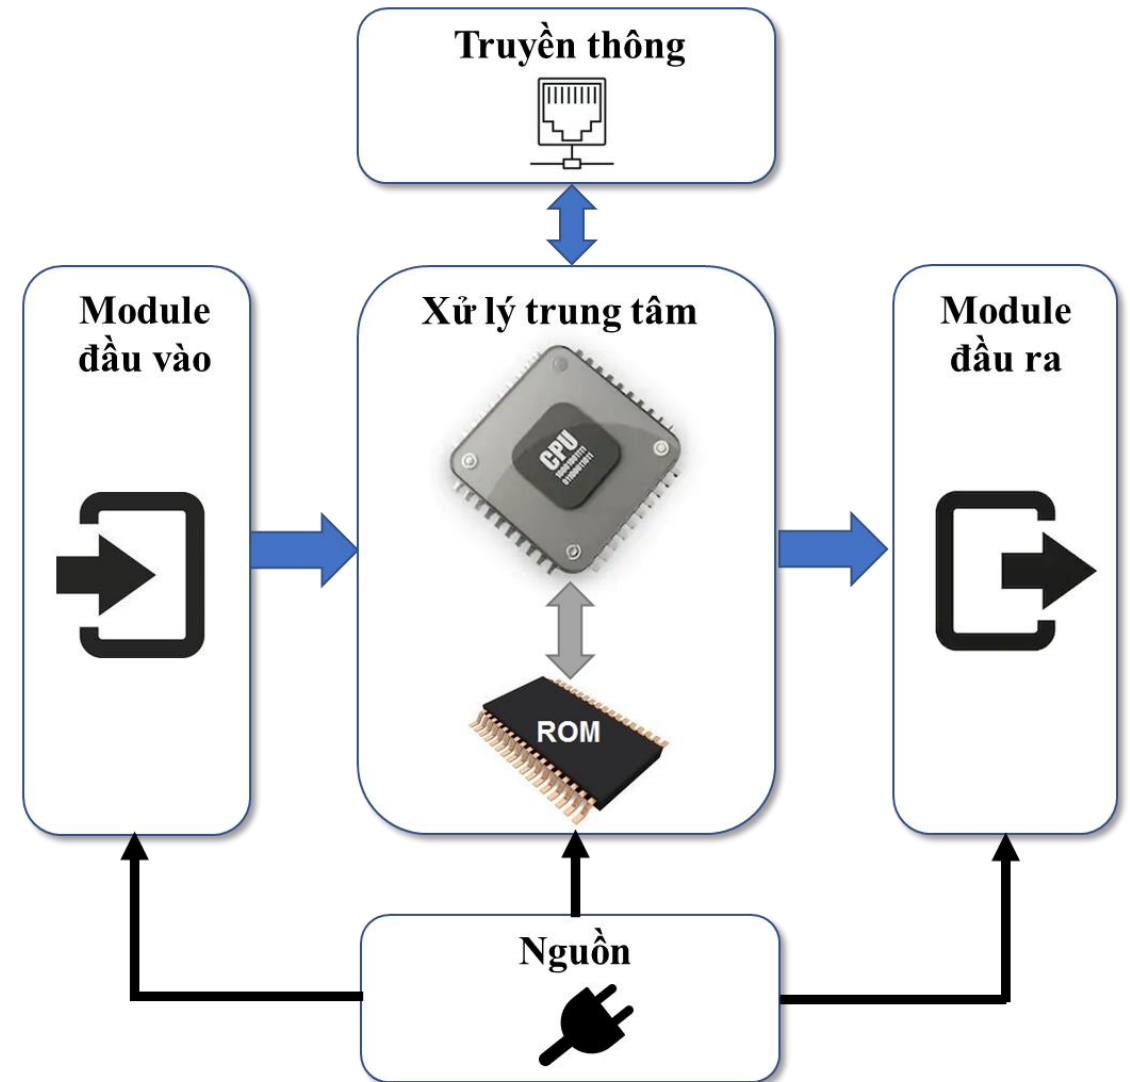 Truyền thông
Module
đầu vào
Xử lý trung tâm
CPU
Module
đầu ra
ROM
Nguồn